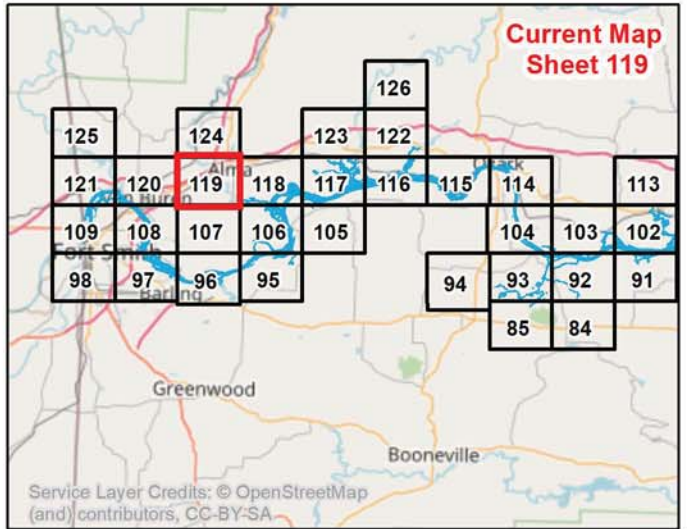 Current Map
Sheet 119
126
125 124 123 122
Alma Ozark
121 120 119 118 117 116 115 114 113
Van Buren
109 108 107 106 105 104 103 102
Fort Smith
98 97 96 95 94 93 92 91
Barling
85 84
Greenwood
Booneville
Service Layer Credits: © OpenStreetMap
(and) contributors, CC-BY-SA